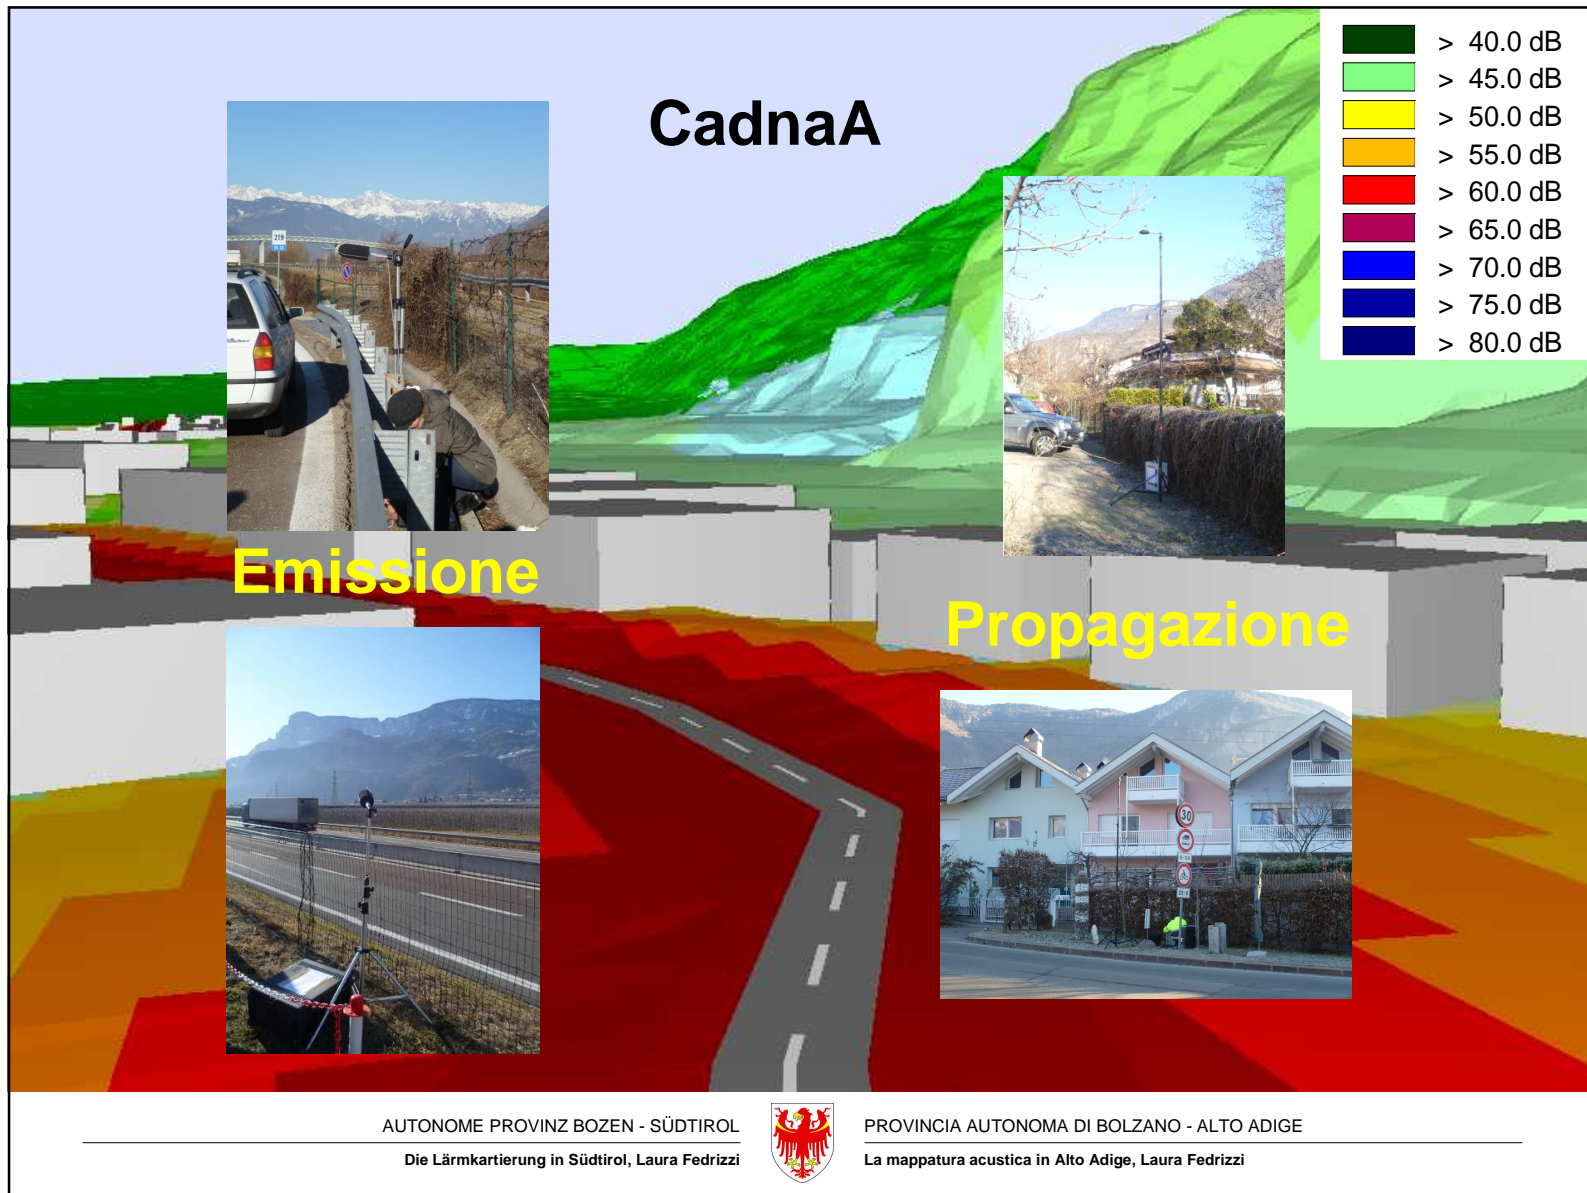 CadnaA
> 40.0 dB
> 45.0 dB
> 50.0 dB
> 55.0 dB
> 60.0 dB
> 65.0 dB
> 70.0 dB
> 75.0 dB
> 80.0 dB
219
Emissione
Propagazione
30
AUTONOME PROVINZ BOZEN - SÜDTIROL
Die Lärmkartierung in Südtirol, Laura Fedrizzi
PROVINCIA AUTONOMA DI BOLZANO - ALTO ADIGE
La mappatura acustica in Alto Adige, Laura Fedrizzi